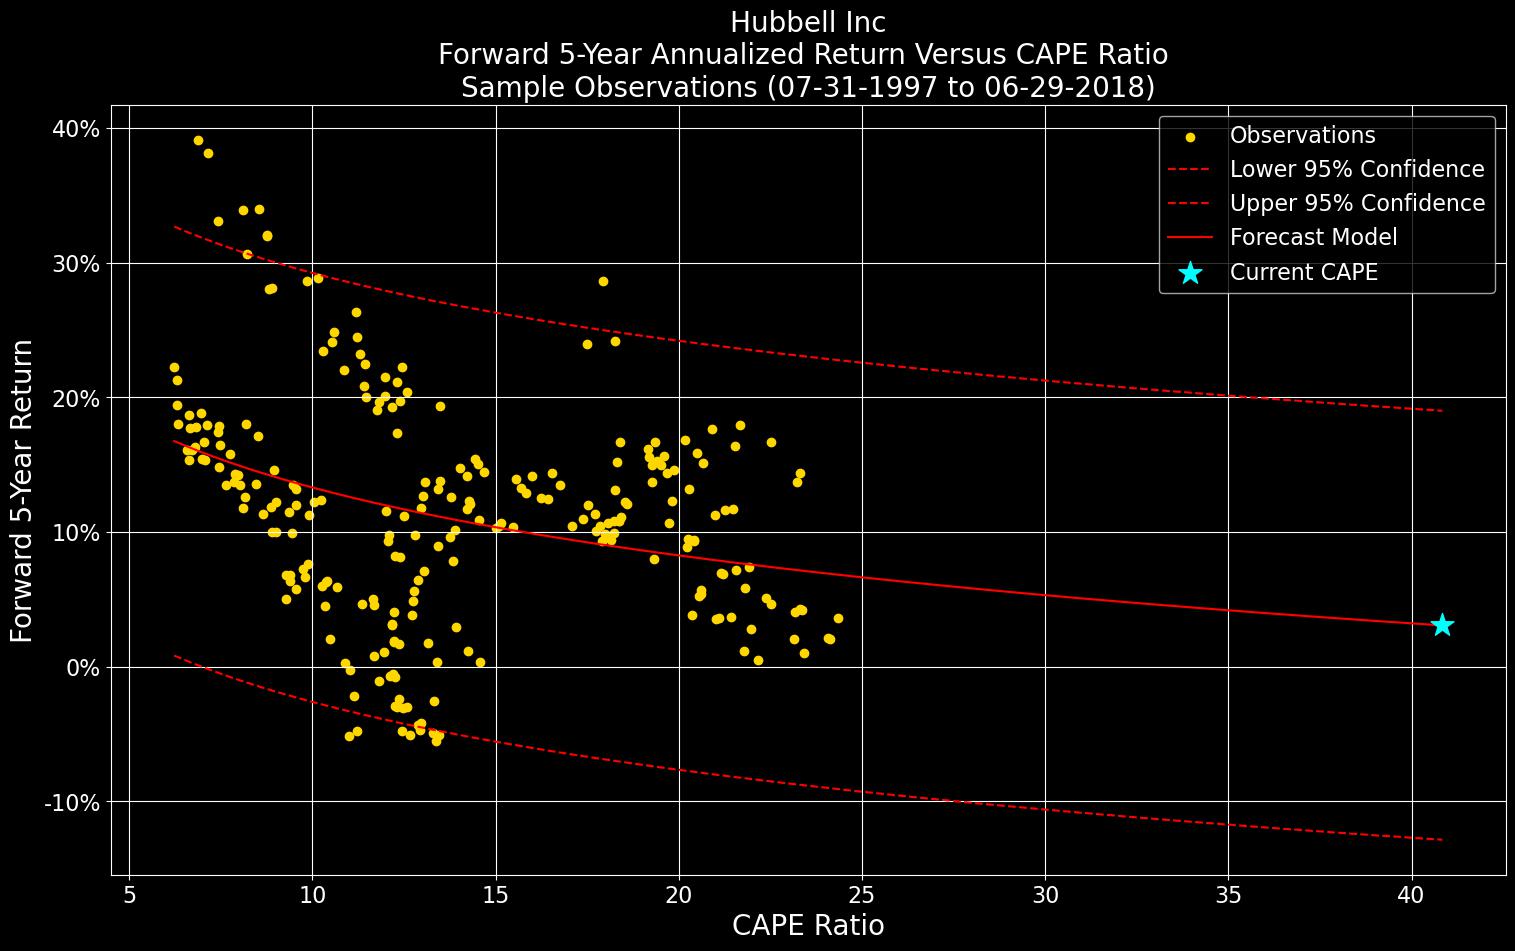 Hubbell Inc
Forward 5-Year Annualized Return Versus CAPE Ratio
Sample Observations (07-31-1997 to 06-29-2018)
Observations
Lower 95% Confidence
Upper 95% Confidence
Forecast Model
Current CAPE
Forward 5-Year Return
40%
30%
20%
10%
0%
-10%
5 10 15 20 25 30 35 40
CAPE Ratio